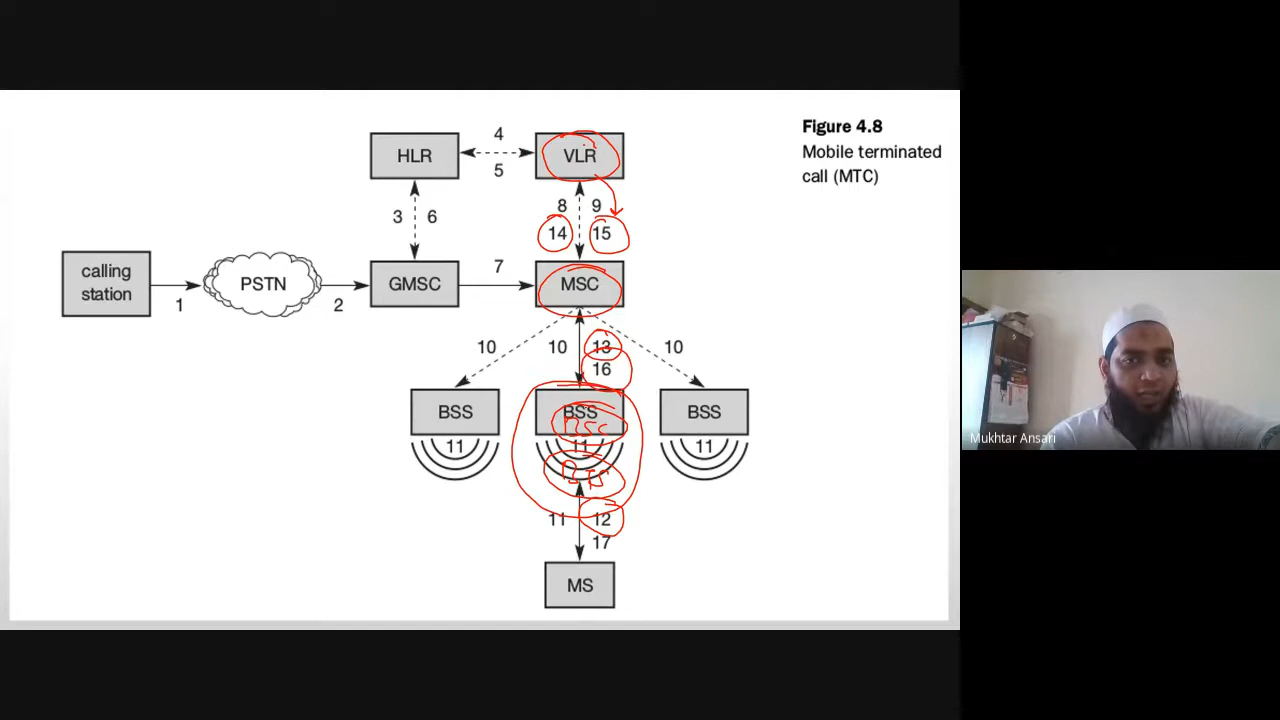 Figure 4.8
Mobile terminated
call (MTC)
HLR
4
5
VLR
3
6
8
9
14
15
calling
station
1
PSTN
2
GMSC
7
MSC
10
10
13
16
10
BSS
11
BSS
BSC
11
BTS
BSS
11
11
12
17
MS
Mukhtar Ansari